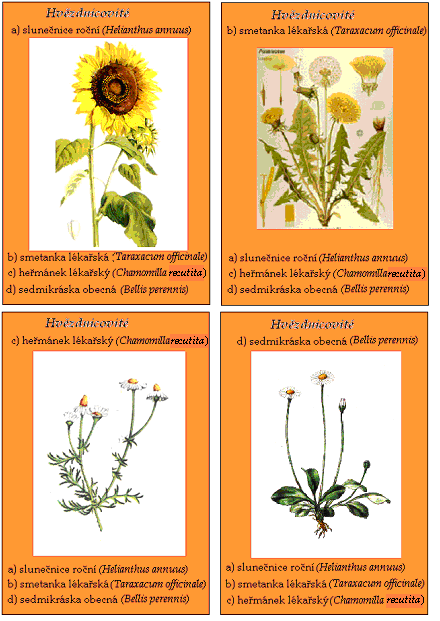 Hvězdnicovité
a) slunečnice roční (Helianthus annuus)
b) smetanka lékařská (Taraxacum officinale)
c) heřmánek lékařský (Chamomilla recutita)
d) sedmikráska obecná (Bellis perennis)
Hvězdnicovité
b) smetanka lékařská (Taraxacum officinale)
a) slunečnice roční (Helianthus annuus)
c) heřmánek lékařský (Chamomilla recutita)
d) sedmikráska obecná (Bellis perennis)
Hvězdnicovité
c) heřmánek lékařský (Chamomilla recutita)
a) slunečnice roční (Helianthus annuus)
b) smetanka lékařská (Taraxacum officinale)
d) sedmikráska obecná (Bellis perennis)
Hvězdnicovité
d) sedmikráska obecná (Bellis perennis)
a) slunečnice roční (Helianthus annuus)
b) smetanka lékařská (Taraxacum officinale)
c) heřmánek lékařský (Chamomilla recutita)